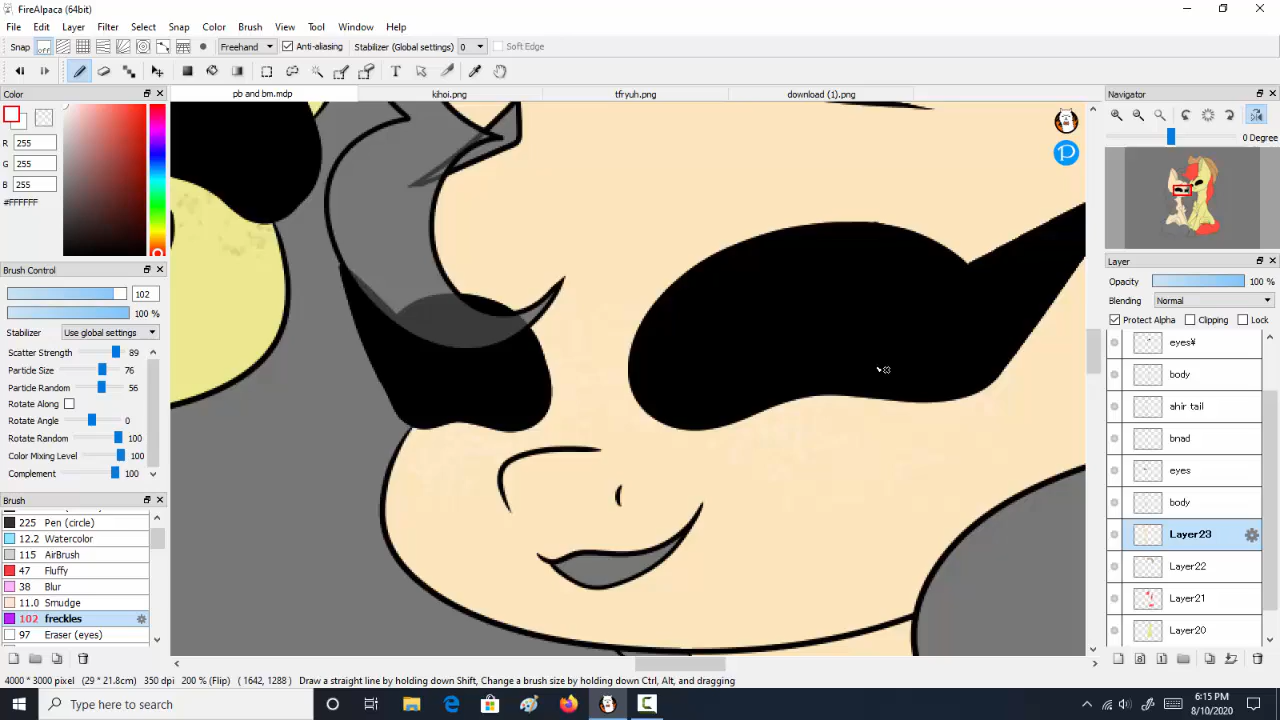 FireAlpaca (64bit)
File Edit Layer Filter Select Snap Color Brush View Tool Window Help
Snap off Freehand Anti-aliasing Stabilizer (Global settings) 0 Soft Edge
T
Color pb and bm.mdp kihoi.png tfryuh.png download (1).png Navigator
R 255
G 255
B 255
#FFFFFF
P
0 Degree
Brush Control
102
100 %
Stabilizer Use global settings
Scatter Strength 89
Particle Size 76
Particle Random 56
Rotate Along
Rotate Angle 0
Rotate Random 100
Color Mixing Level 100
Complement 100
Brush
225 Pen (circle)
12.2 Watercolor
115 AirBrush
47 Fluffy
38 Blur
11.0 Smudge
102 freckles
97 Eraser (eyes)
Layer
Opacity 100 %
Blending Normal
Protect Alpha Clipping Lock
eyes¥
body
ahir tail
bnad
eyes
body
Layer23
Layer22
Layer21
Layer20
4000 * 3000 pixel (29 * 21.8cm) 350 dpi 200 % (Flip) (1642, 1288) Draw a straight line by holding down Shift, Change a brush size by holding down Ctrl, Alt, and dragging
Type here to search
6:15 PM
8/10/2020